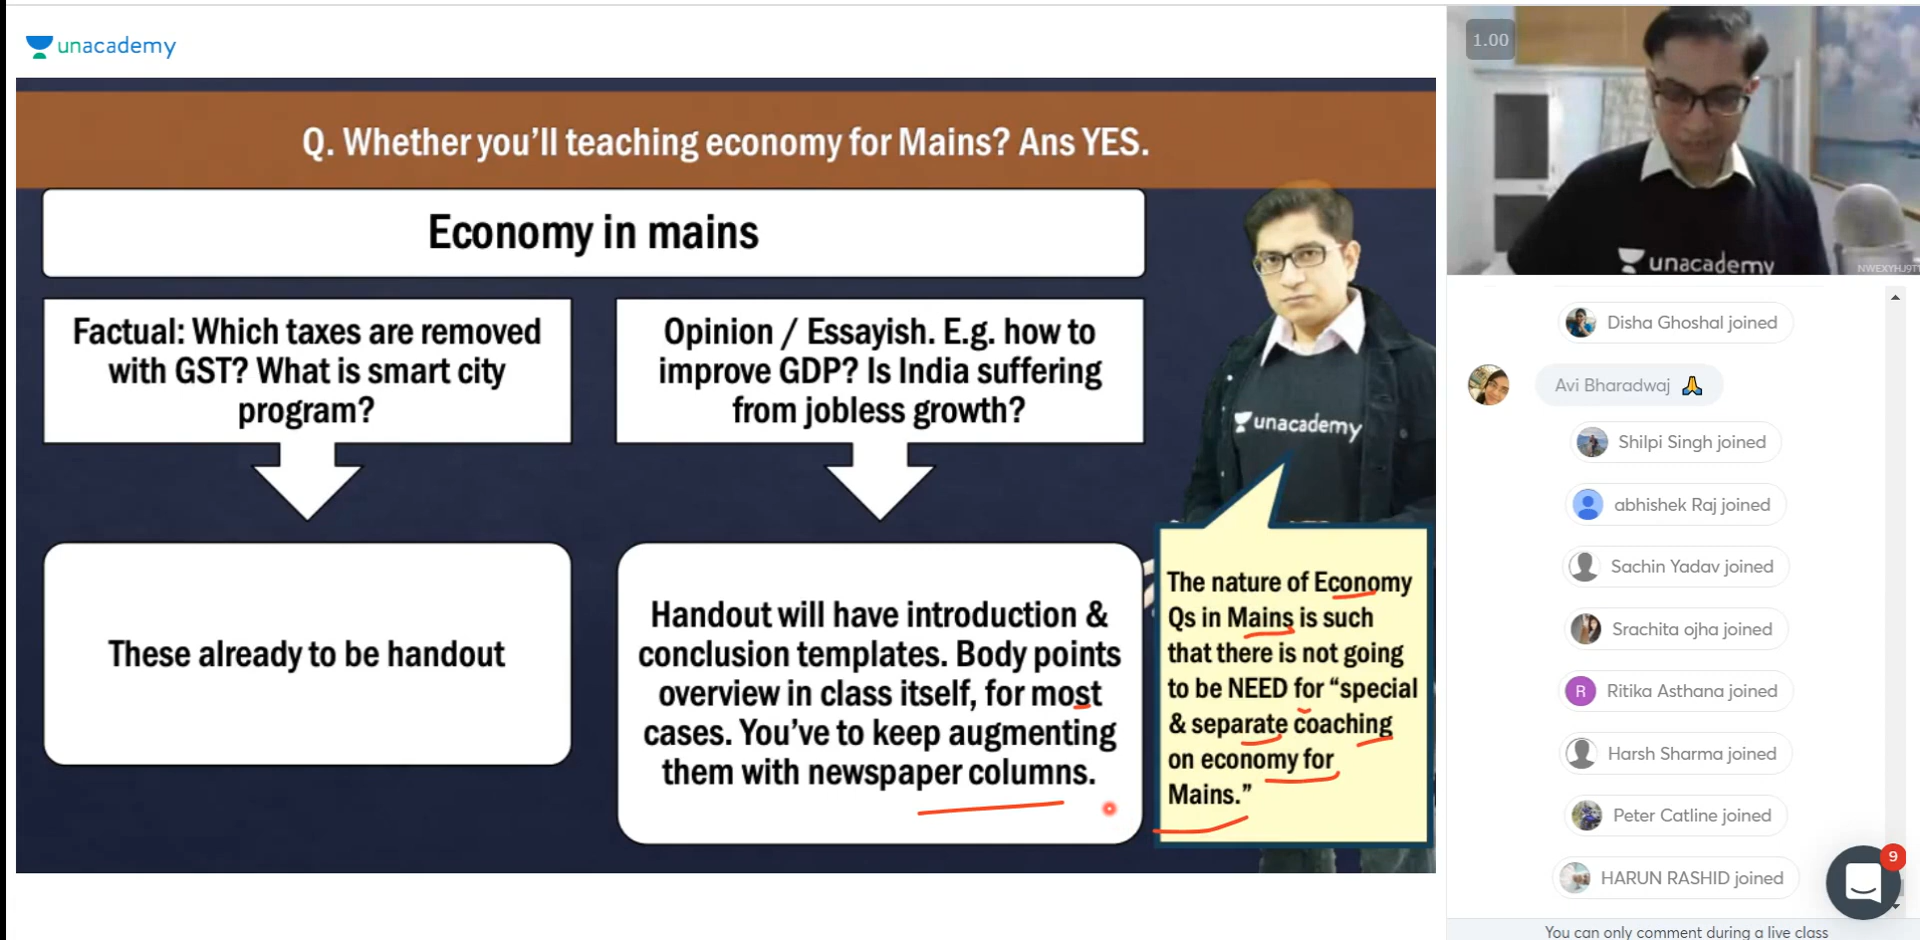 unacademy
Q. Whether you'll teaching economy for Mains? Ans YES.
Economy in mains
Factual: Which taxes are removed
with GST? What is smart city
program?
Opinion / Essayish. E.g. how to
improve GDP? Is India suffering
from jobless growth?
These already to be handout
Handout will have introduction &
conclusion templates. Body points
overview in class itself, for most
cases. You've to keep augmenting
them with newspaper columns.
unacademy
The nature of Economy
Qs in Mains is such
that there is not going
to be NEED for "special
& separate coaching
on economy for
Mains."
1.00
unacademy
Disha Ghoshal joined
Avi Bharadwaj 🙏
Shilpi Singh joined
abhishek Raj joined
Sachin Yadav joined
Srachita ojha joined
R
Ritika Asthana joined
Harsh Sharma joined
Peter Catline joined
HARUN RASHID joined
9
You can only comment during a live class